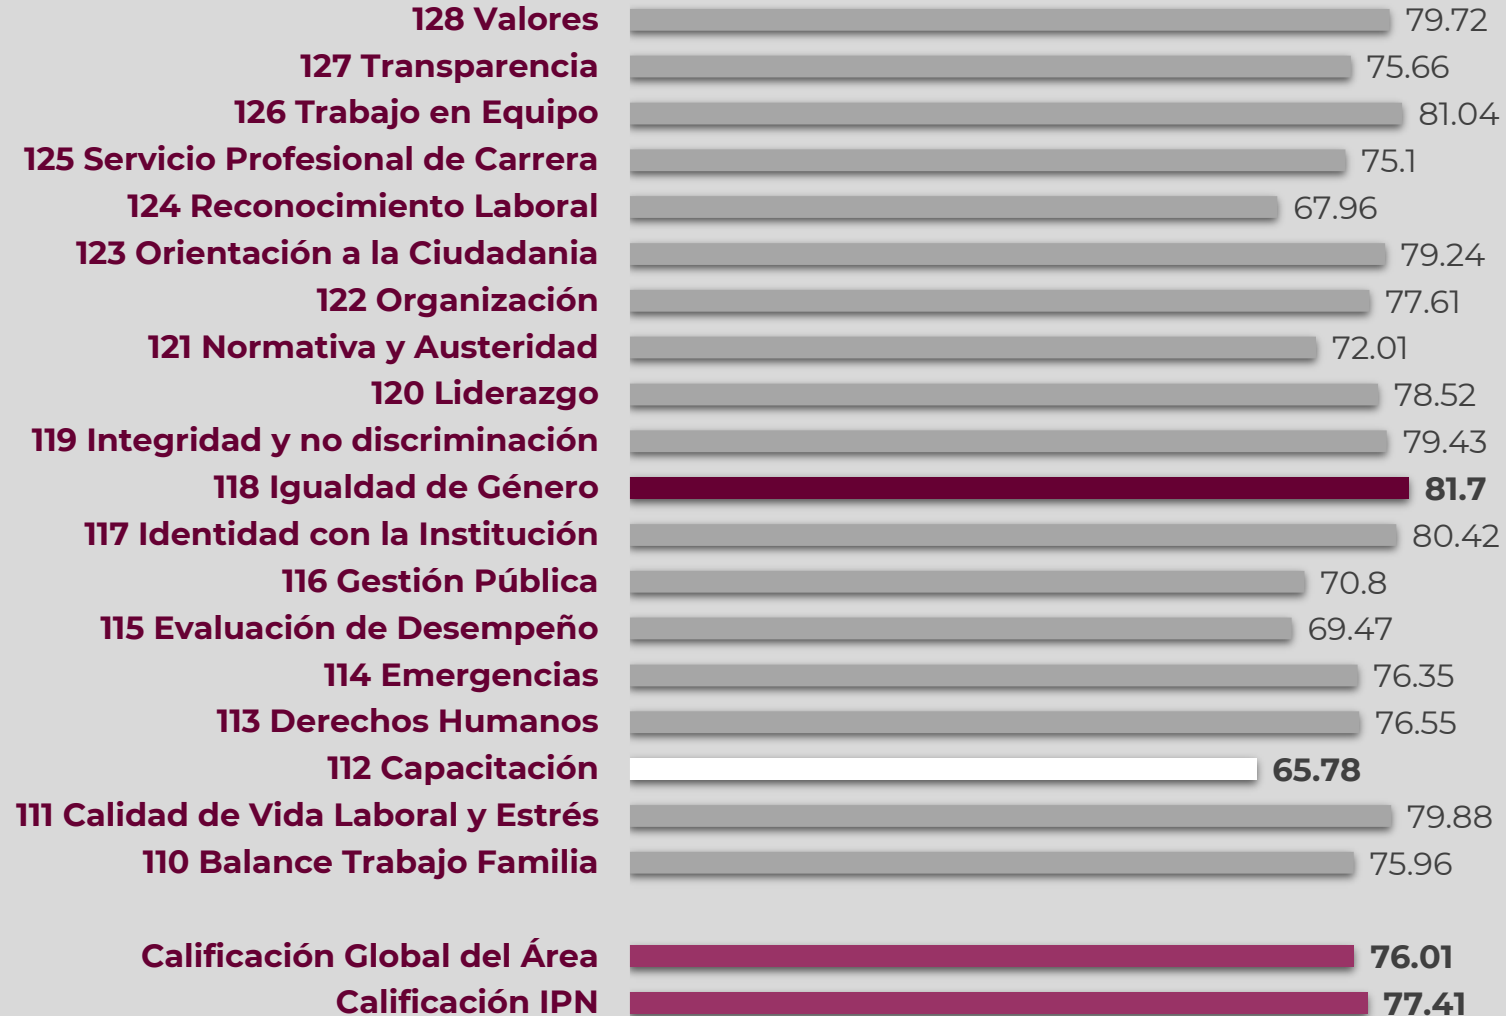 128 Valores 79.72
127 Transparencia 75.66
126 Trabajo en Equipo 81.04
125 Servicio Profesional de Carrera 75.1
124 Reconocimiento Laboral 67.96
123 Orientación a la Ciudadania 79.24
122 Organización 77.61
121 Normativa y Austeridad 72.01
120 Liderazgo 78.52
119 Integridad y no discriminación 79.43
118 Igualdad de Género 81.7
117 Identidad con la Institución 80.42
116 Gestión Pública 70.8
115 Evaluación de Desempeño 69.47
114 Emergencias 76.35
113 Derechos Humanos 76.55
112 Capacitación 65.78
111 Calidad de Vida Laboral y Estrés 79.88
110 Balance Trabajo Familia 75.96
Calificación Global del Área 76.01
Calificación IPN 77.41